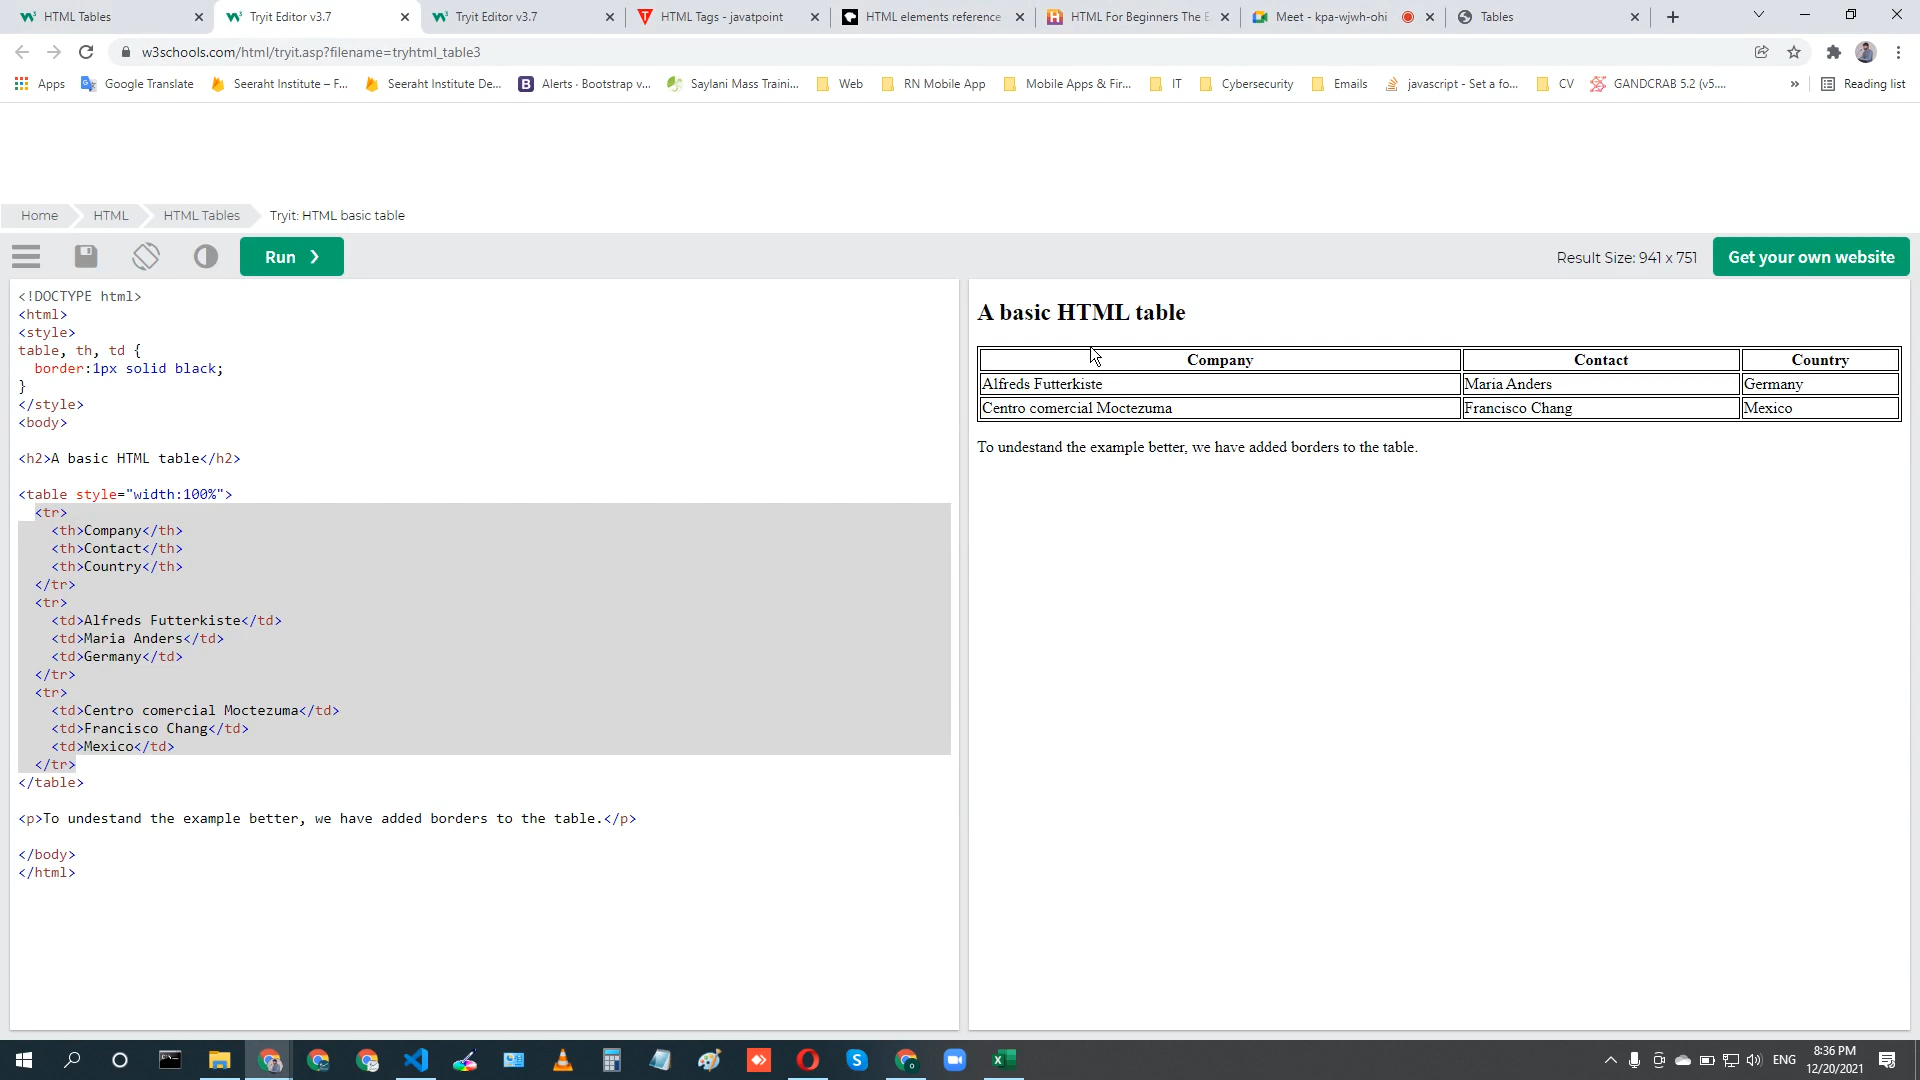 HTML Tables
Tryit Editor v3.7
Tryit Editor v3.7
HTML Tags - javatpoint
HTML elements reference
HTML For Beginners The E
Meet - kpa-wjwh-ohi
Tables
w3schools.com/html/tryit.asp?filename=tryhtml_table3
Apps
Google Translate
Seeraht Institute – F...
Seeraht Institute De...
Alerts · Bootstrap v...
Saylani Mass Traini...
Web
RN Mobile App
Mobile Apps & Fir...
IT
Cybersecurity
Emails
javascript - Set a fo...
CV
GANDCRAB 5.2 (v5....
»
Reading list
Home
HTML
HTML Tables
Tryit: HTML basic table
Run ❯
Result Size: 941 x 751
Get your own website
<!DOCTYPE html>
<html>
<style>
table, th, td {
  border:1px solid black;
}
</style>
<body>
<h2>A basic HTML table</h2>
<table style="width:100%">
  <tr>
    <th>Company</th>
    <th>Contact</th>
    <th>Country</th>
  </tr>
  <tr>
    <td>Alfreds Futterkiste</td>
    <td>Maria Anders</td>
    <td>Germany</td>
  </tr>
  <tr>
    <td>Centro comercial Moctezuma</td>
    <td>Francisco Chang</td>
    <td>Mexico</td>
  </tr>
</table>
<p>To undestand the example better, we have added borders to the table.</p>
</body>
</html>
A basic HTML table
Company Contact Country
Alfreds Futterkiste Maria Anders Germany
Centro comercial Moctezuma Francisco Chang Mexico
To undestand the example better, we have added borders to the table.
ENG
8:36 PM
12/20/2021